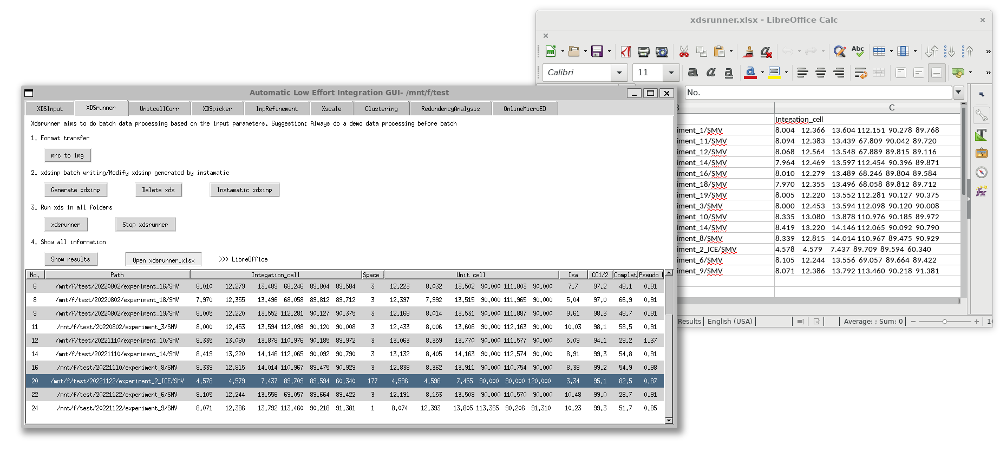 xdsrunner.xlsx - LibreOffice Calc
Calibri 11
No.
C
Integation_cell
iment_1/SMV 8.004 12.366 13.604 112.151 90.278 89.768
iment_11/SMV 8.094 12.383 13.439 67.809 90.042 89.720
iment_12/SMV 8.068 12.564 13.548 67.889 89.815 89.116
iment_14/SMV 7.964 12.469 13.597 112.454 90.396 89.871
iment_16/SMV 8.010 12.279 13.489 68.246 89.804 89.584
iment_18/SMV 7.970 12.355 13.496 68.058 89.812 89.712
iment_19/SMV 8.005 12.220 13.552 112.281 90.127 90.375
iment_3/SMV 8.000 12.453 13.594 112.098 90.120 90.008
iment_10/SMV 8.335 13.080 13.878 110.976 90.185 89.972
iment_14/SMV 8.419 13.220 14.146 112.065 90.092 90.790
iment_8/SMV 8.339 12.815 14.014 110.967 89.475 90.929
iment_2_ICE/SMV 4.578 4.579 7.437 89.709 89.594 60.340
iment_6/SMV 8.105 12.244 13.556 69.057 89.664 89.422
iment_9/SMV 8.071 12.386 13.792 113.460 90.218 91.381
Results English (USA) Average: ; Sum: 0
Automatic Low Effort Integration GUI- /mnt/f/test
XDSInput XDSrunner UnitcellCorr XDSpicker InpRefinement Xscale Clustering RedundencyAnalysis OnlineMicroED
Xdsrunner aims to do batch data processing based on the input parameters. Suggestion: Always do a demo data processing before batch
1. Format transfer
mrc to img
2. xdsinp batch writing/Modify xdsinp generated by instamatic
Generate xdsinp Delete xds Instamatic xdsinp
3. Run xds in all folders
xdsrunner Stop xdsrunner
4. Show all information
Show results Open xdsrunner.xlsx >>> LibreOffice
No. Path Integation_cell Space Unit cell Isa CC1/2 Complet Pseudo
6 /mnt/f/test/20220802/experiment_16/SMV 8.010 12.279 13.489 68.246 89.804 89.584 3 12.223 8.032 13.502 90.000 111.803 90.000 7.7 97.2 48.1 0.91
8 /mnt/f/test/20220802/experiment_18/SMV 7.970 12.355 13.496 68.058 89.812 89.712 3 12.397 7.992 13.515 90.000 111.965 90.000 5.04 97.0 66.9 0.91
9 /mnt/f/test/20220802/experiment_19/SMV 8.005 12.220 13.552 112.281 90.127 90.375 3 12.168 8.014 13.531 90.000 111.887 90.000 9.61 98.3 48.7 0.91
11 /mnt/f/test/20220802/experiment_3/SMV 8.000 12.453 13.594 112.098 90.120 90.008 3 12.433 8.006 13.606 90.000 112.163 90.000 10.03 98.1 58.5 0.91
12 /mnt/f/test/20221110/experiment_10/SMV 8.335 13.080 13.878 110.976 90.185 89.972 3 13.063 8.359 13.770 90.000 111.577 90.000 5.09 94.1 29.2 1.37
14 /mnt/f/test/20221110/experiment_14/SMV 8.419 13.220 14.146 112.065 90.092 90.790 3 13.132 8.405 14.163 90.000 112.574 90.000 8.91 99.3 54.8 0.91
16 /mnt/f/test/20221110/experiment_8/SMV 8.339 12.815 14.014 110.967 89.475 90.929 3 12.838 8.362 13.911 90.000 110.754 90.000 8.38 99.2 54.9 0.98
20 /mnt/f/test/20221122/experiment_2_ICE/SMV 4.578 4.579 7.437 89.709 89.594 60.340 177 4.596 4.596 7.455 90.000 90.000 120.000 3.34 95.1 82.5 0.87
22 /mnt/f/test/20221122/experiment_6/SMV 8.105 12.244 13.556 69.057 89.664 89.422 3 12.191 8.153 13.508 90.000 110.570 90.000 10.48 99.0 28.7 0.91
24 /mnt/f/test/20221122/experiment_9/SMV 8.071 12.386 13.792 113.460 90.218 91.381 1 8.074 12.393 13.805 113.365 90.206 91.310 10.23 99.3 51.7 0.85